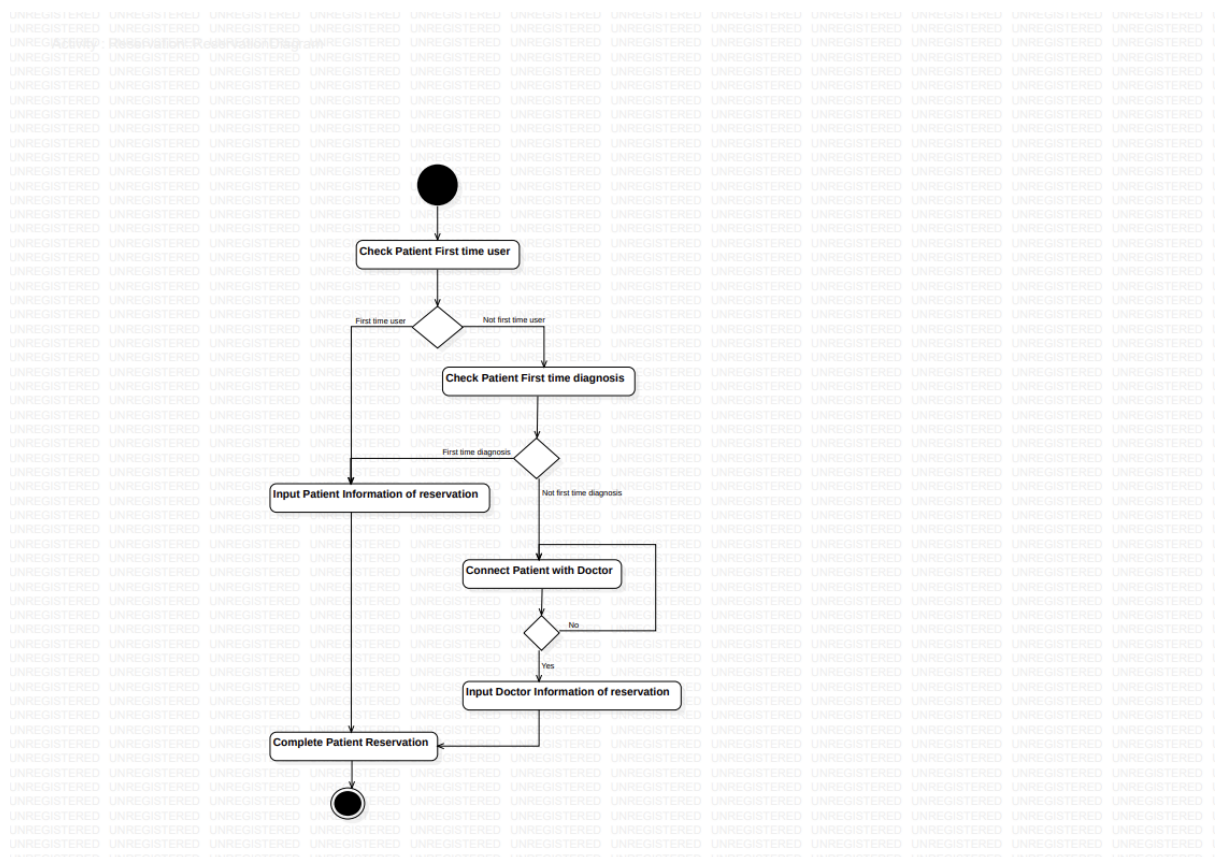 Activity : Reservation::ReservationDiagram
Check Patient First time user
First time user
Not first time user
Check Patient First time diagnosis
First time diagnosis
Not first time diagnosis
Input Patient Information of reservation
Connect Patient with Doctor
No
Yes
Input Doctor Information of reservation
Complete Patient Reservation
UNREGISTERED